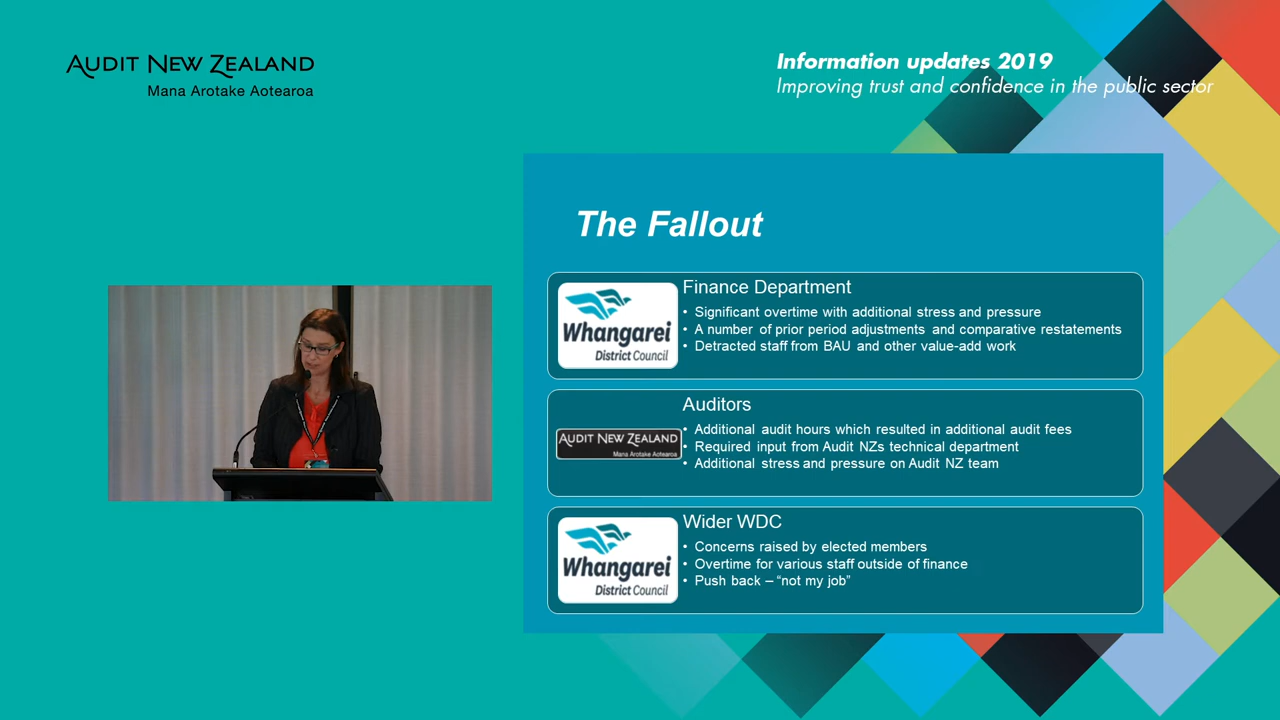 AUDIT NEW ZEALAND
Mana Arotake Aotearoa
Information updates 2019
Improving trust and confidence in the public sector
The Fallout
Finance Department
Whangarei
District Council
• Significant overtime with additional stress and pressure
• A number of prior period adjustments and comparative restatements
• Detracted staff from BAU and other value-add work
Auditors
AUDIT NEW ZEALAND
Mana Arotake Aotearoa
• Additional audit hours which resulted in additional audit fees
• Required input from Audit NZs technical department
• Additional stress and pressure on Audit NZ team
Wider WDC
Whangarei
District Council
• Concerns raised by elected members
• Overtime for various staff outside of finance
• Push back – “not my job”